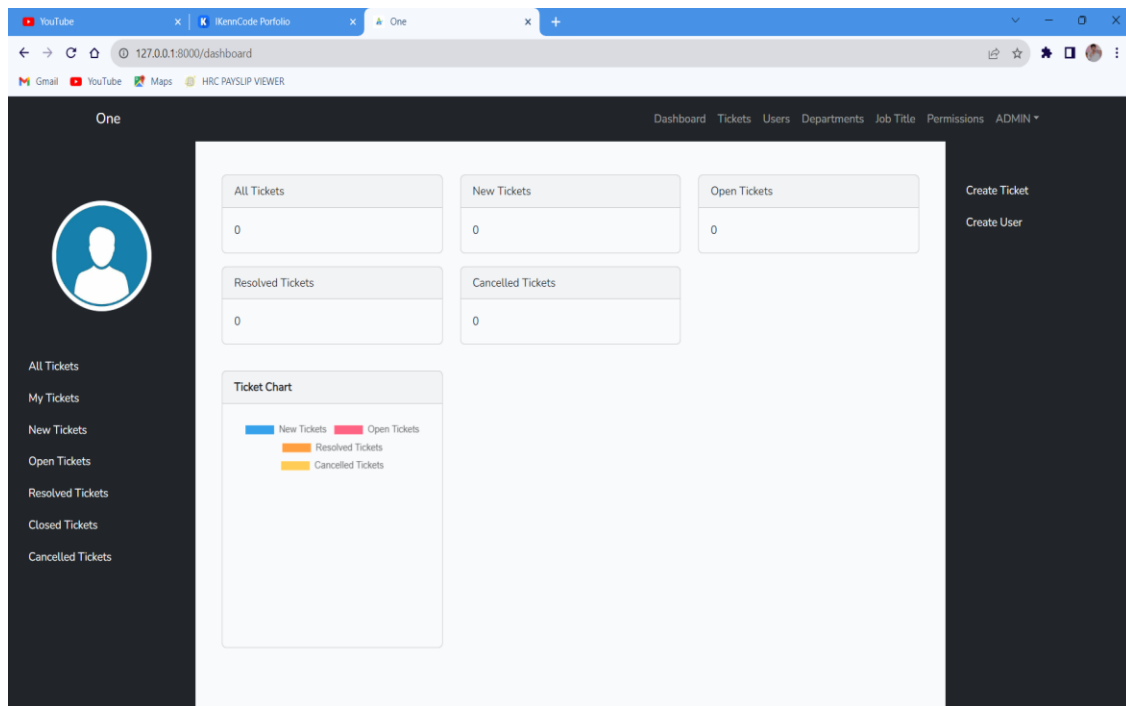 YouTube IKennCode Porfolio One
127.0.0.1:8000/dashboard
Gmail YouTube Maps HRC PAYSLIP VIEWER
One Dashboard Tickets Users Departments Job Title Permissions ADMIN
All Tickets
My Tickets
New Tickets
Open Tickets
Resolved Tickets
Closed Tickets
Cancelled Tickets
All Tickets New Tickets Open Tickets
0 0 0
Resolved Tickets Cancelled Tickets
0 0
Ticket Chart
New Tickets Open Tickets
Resolved Tickets
Cancelled Tickets
Create Ticket
Create User